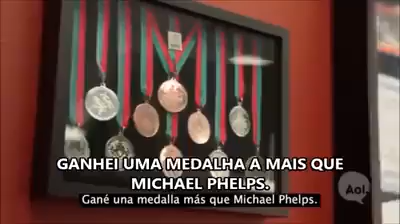 GANHEI UMA MEDALHA A MAIS QUE
MICHAEL PHELPS.
Gané una medalla más que Michael Phelps.
Aol.